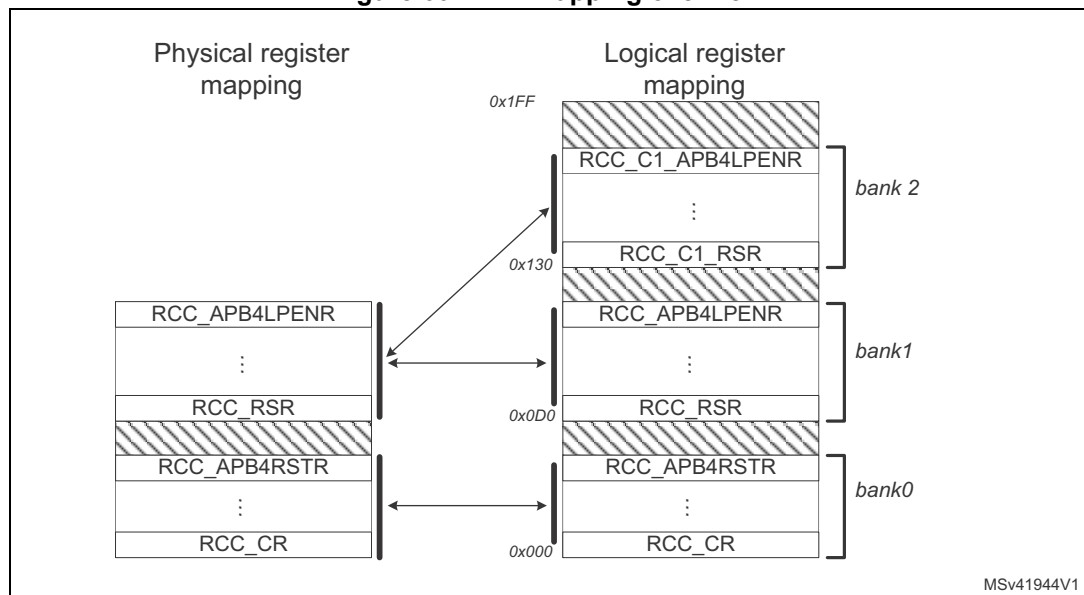 Physical register
mapping
Logical register
mapping
0x1FF
RCC_C1_APB4LPENR
⋮
bank 2
RCC_C1_RSR
0x130
RCC_APB4LPENR
RCC_APB4LPENR
⋮
⋮
bank1
RCC_RSR
RCC_RSR
0x0D0
RCC_APB4RSTR
RCC_APB4RSTR
⋮
⋮
bank0
RCC_CR
RCC_CR
0x000
MSv41944V1